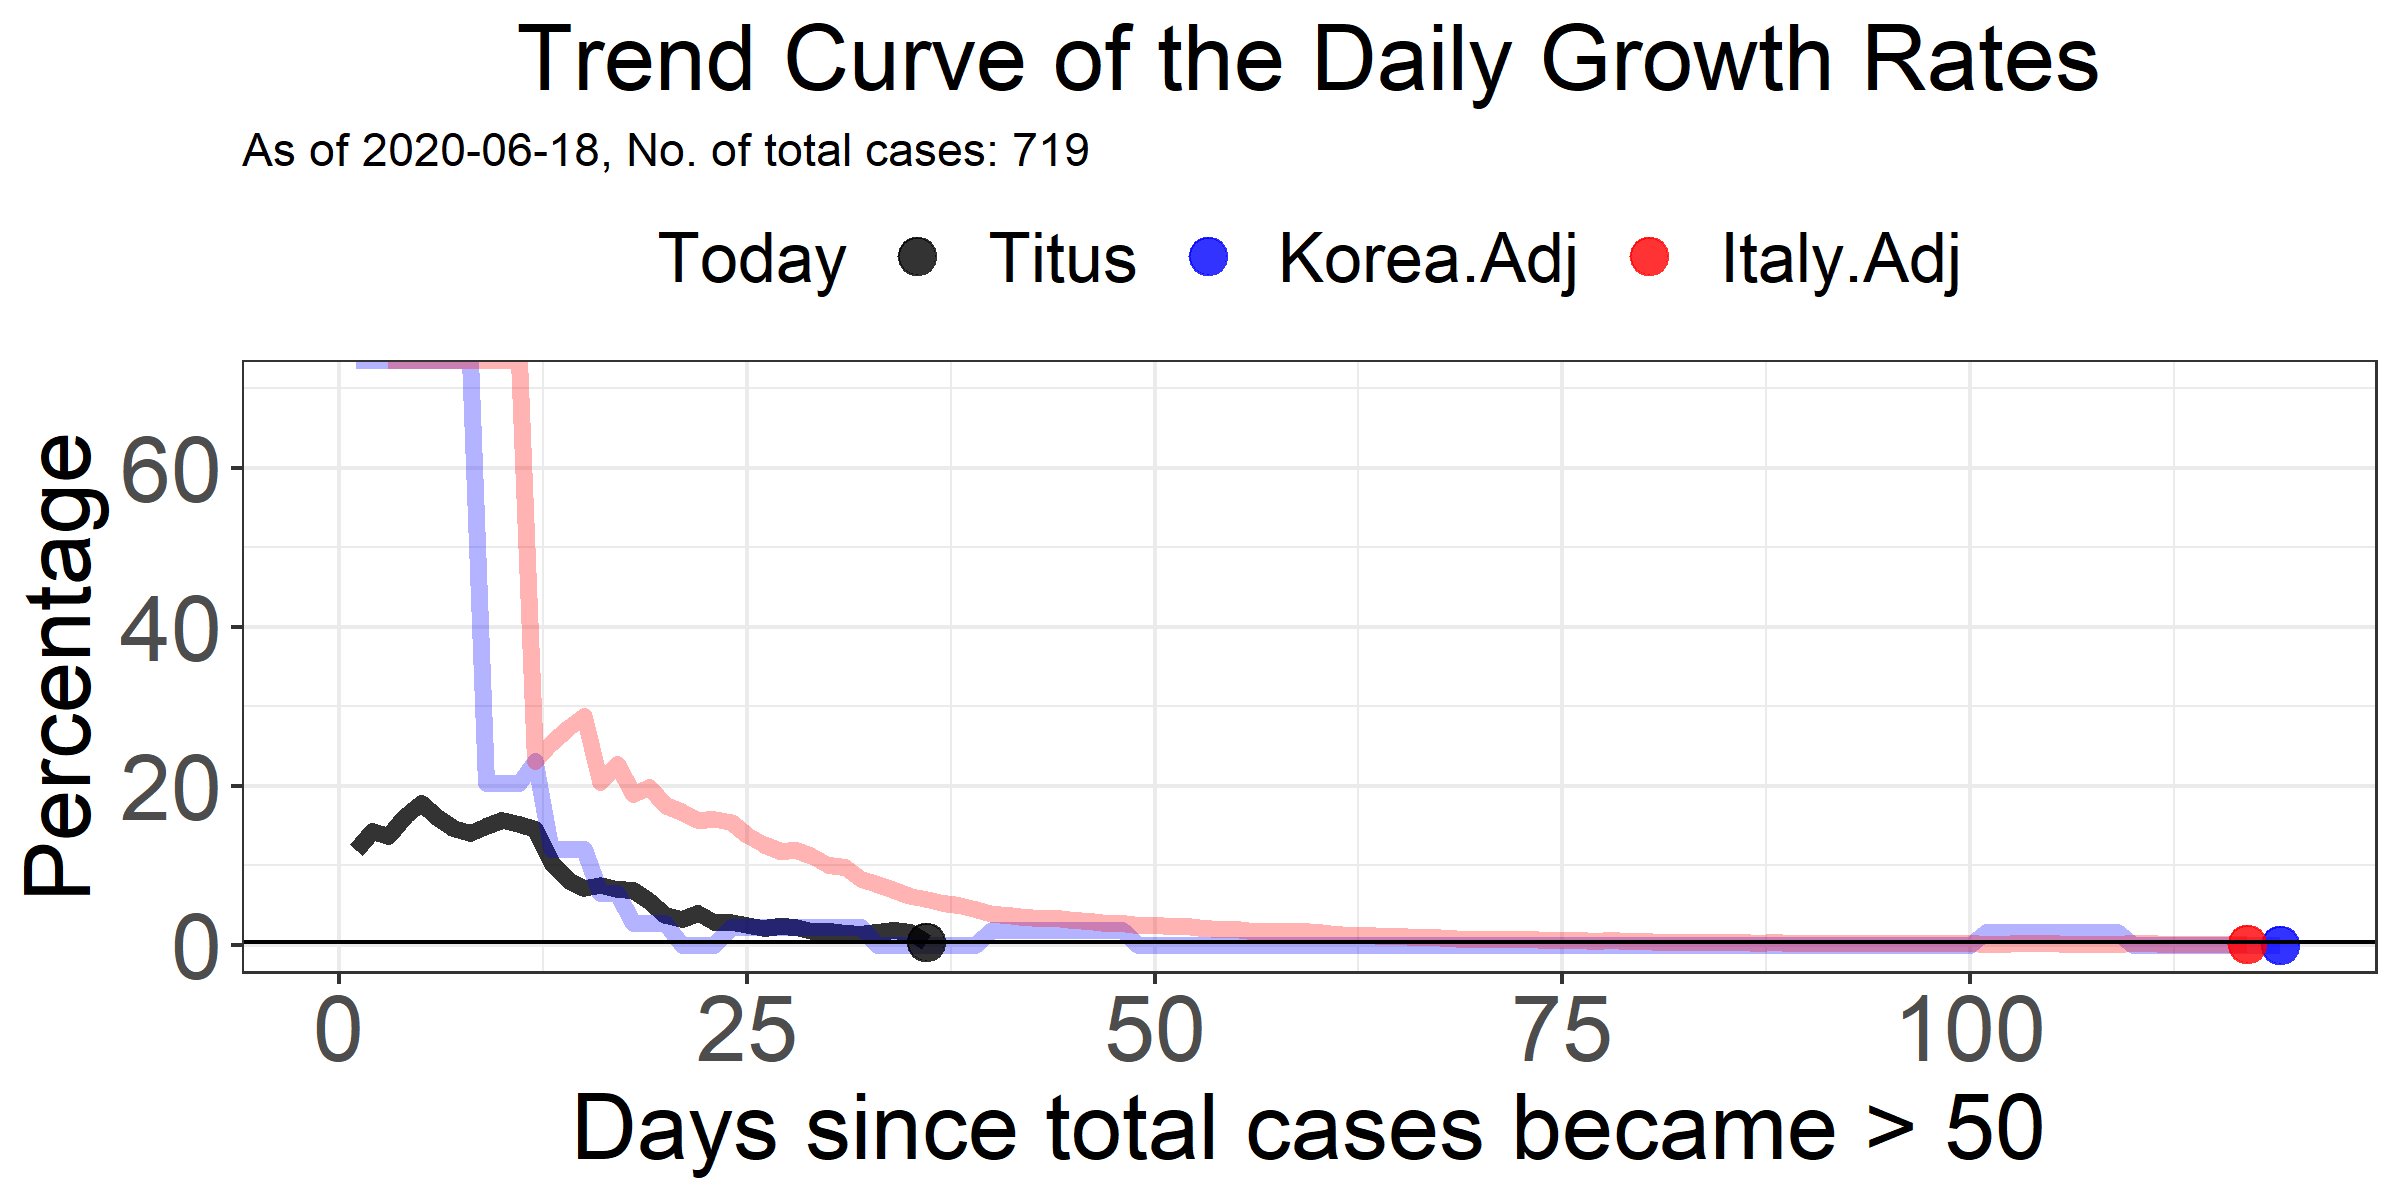 Trend Curve of the Daily Growth Rates
As of 2020-06-18, No. of total cases: 719
Today Titus Korea.Adj Italy.Adj
Percentage
60
40
20
0
0 25 50 75 100
Days since total cases became > 50